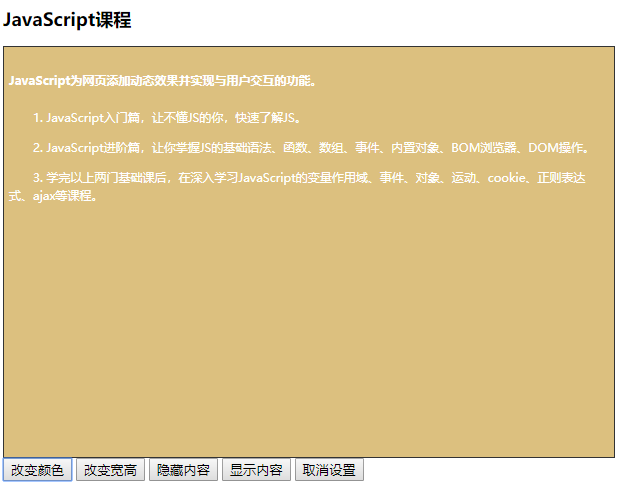 JavaScript课程
JavaScript为网页添加动态效果并实现与用户交互的功能。
1. JavaScript入门篇，让不懂JS的你，快速了解JS。
2. JavaScript进阶篇，让你掌握JS的基础语法、函数、数组、事件、内置对象、BOM浏览器、DOM操作。
3. 学完以上两门基础课后，在深入学习JavaScript的变量作用域、事件、对象、运动、cookie、正则表达
式、ajax等课程。
改变颜色 改变宽高 隐藏内容 显示内容 取消设置